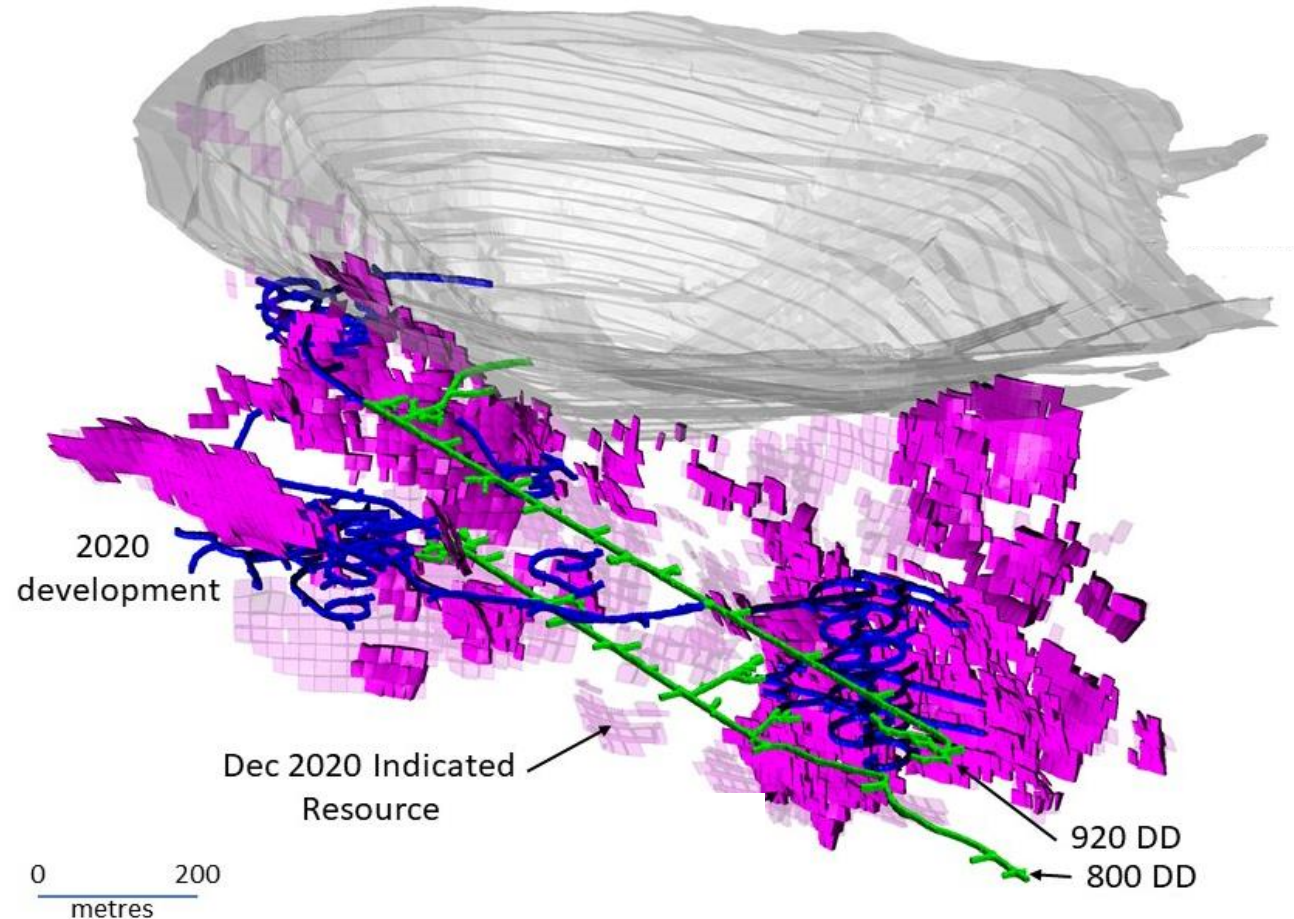 2020
development
Dec 2020 Indicated
Resource
920 DD
800 DD
0 200
metres